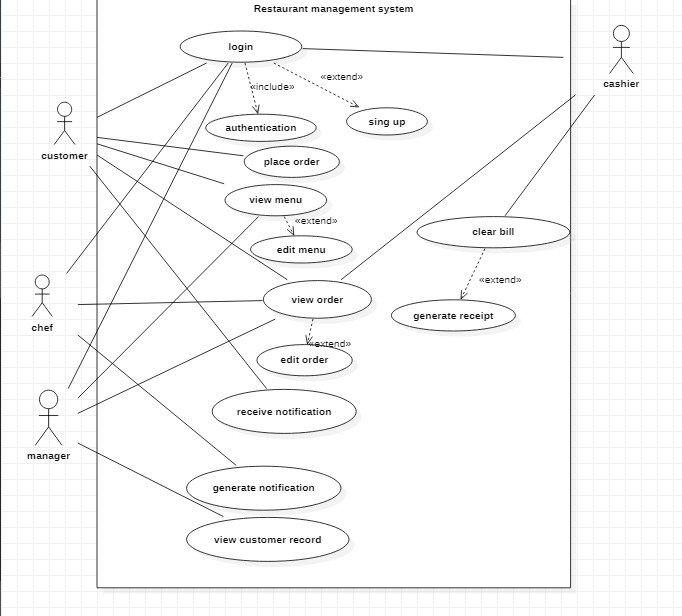 Restaurant management system
login
cashier
«extend»
«include»
sing up
authentication
customer
place order
view menu
«extend»
clear bill
edit menu
«extend»
view order
generate receipt
chef
«extend»
edit order
receive notification
manager
generate notification
view customer record